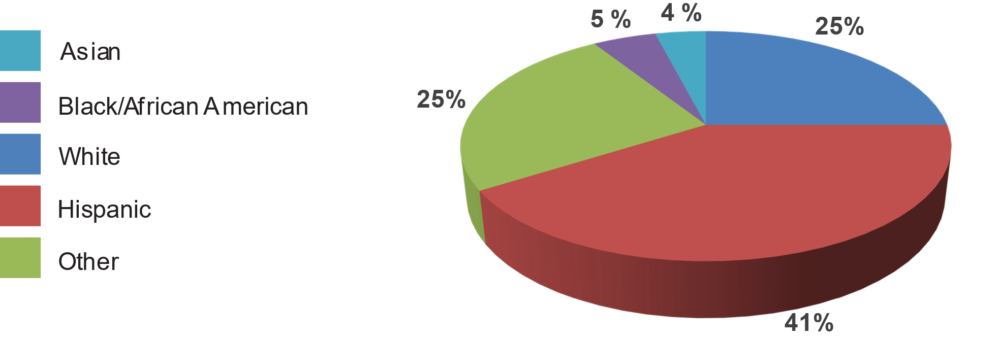 Asian
Black/African American
White
Hispanic
Other
5 %
4 %
25%
25%
41%